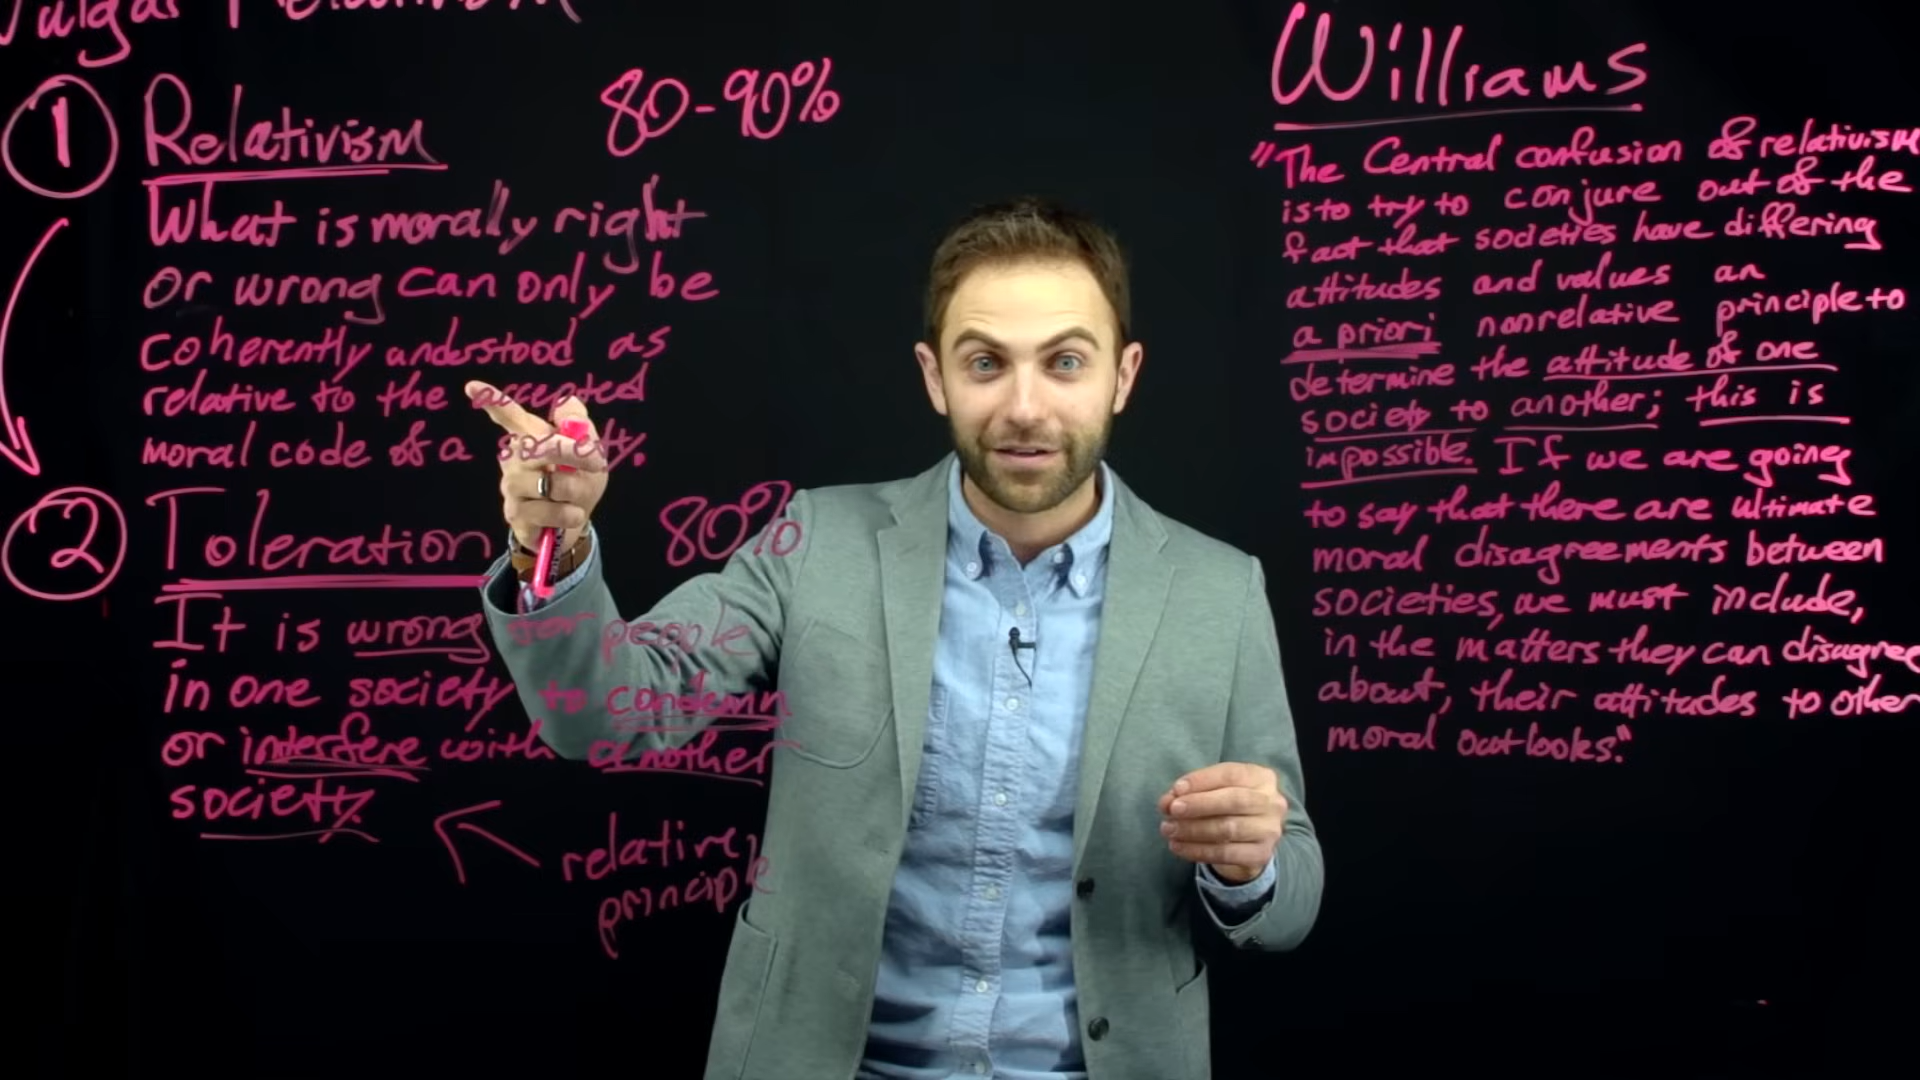 Vulgar Relativism
1 Relativism
80-90%
What is morally "right"
or wrong can only be
coherently understood as
relative to the accepted
moral code of a society.
2 Toleration
80%
It is wrong for people
in one society to condemn
or interfere with another
society.
relative
principle
Williams
"The Central confusion of relativism
is to try to conjure out of the
fact that societies have differing
attitudes and values an
a priori nonrelative principle to
determine the attitude of one
society to another; this is
impossible. If we are going
to say that there are ultimate
moral disagreements between
societies, we must include,
in the matters they can disagree
about, their attitudes to other
moral outlooks."